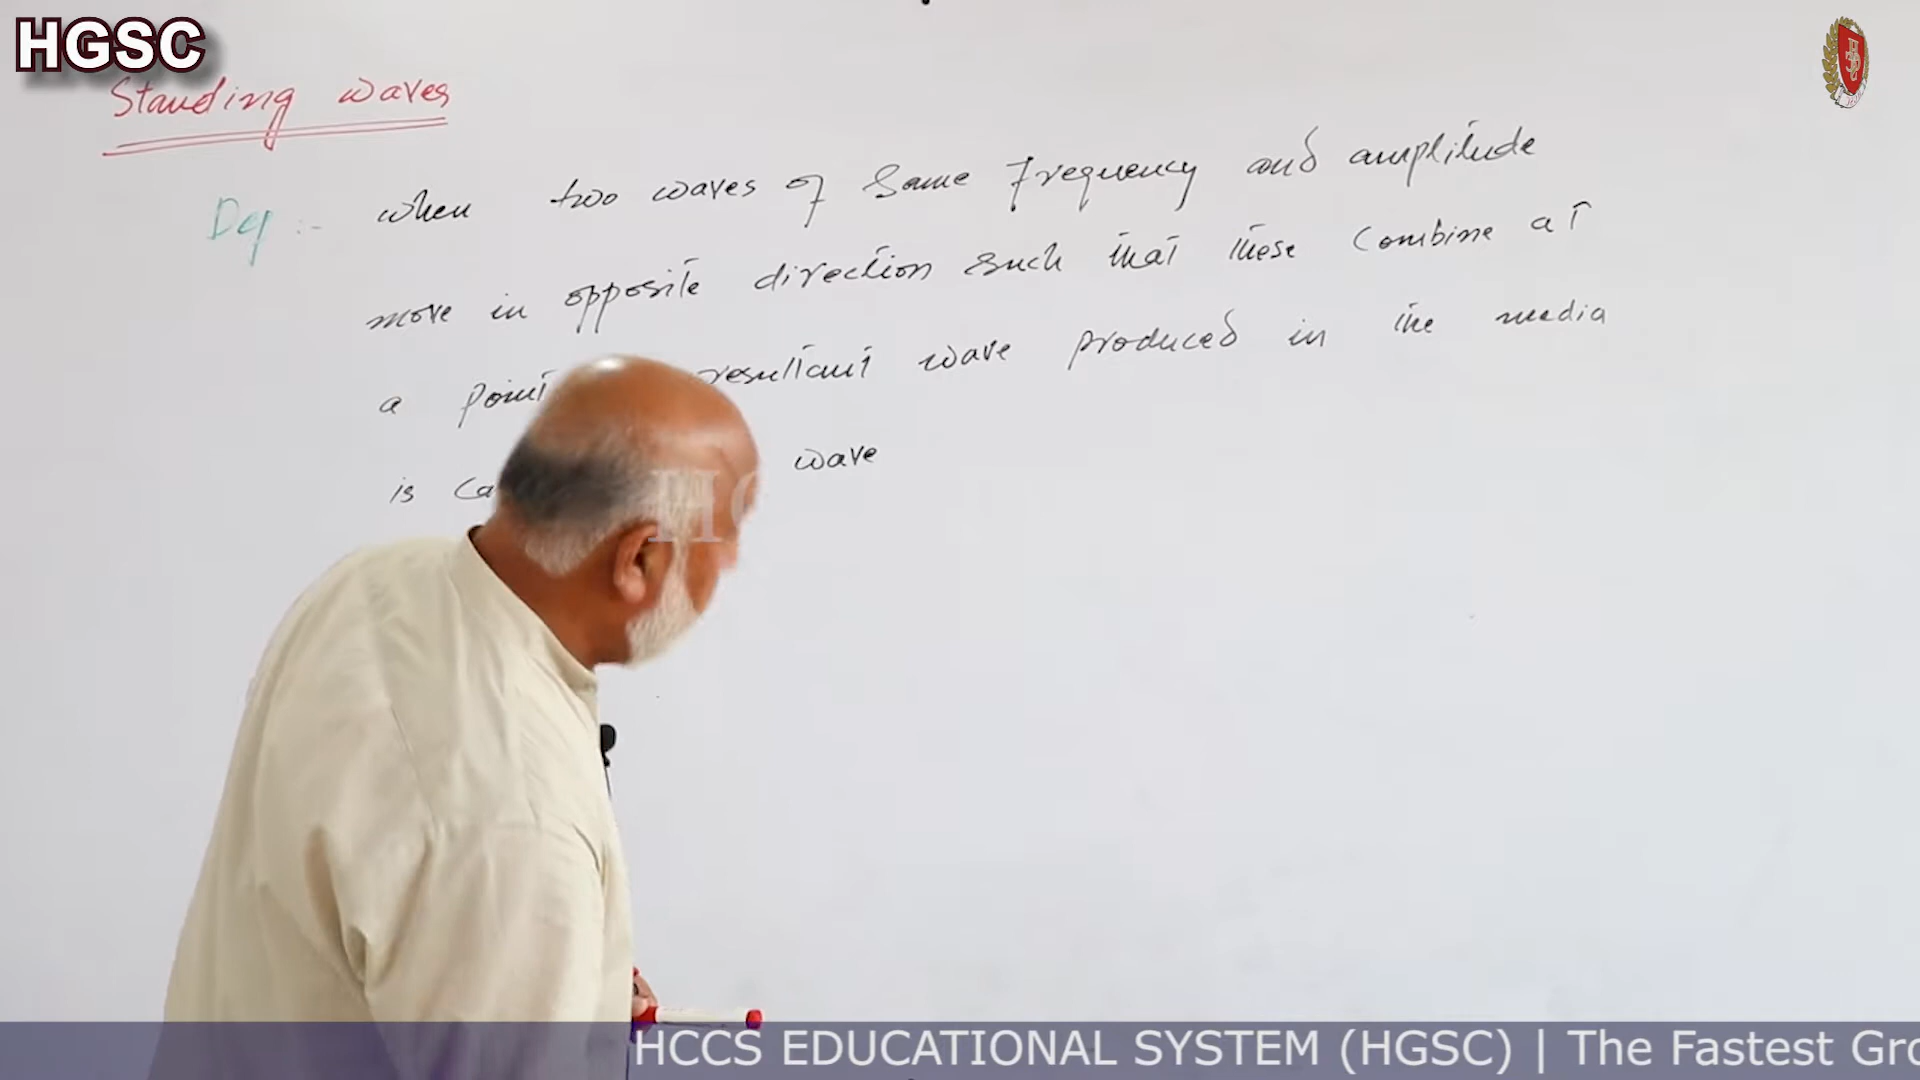 HGSC
Standing waves
Def :- when two waves of same frequency and amplitude
move in opposite direction such that these combine at
a point resultant wave produced in the media
is ca wave
HCCS EDUCATIONAL SYSTEM (HGSC) | The Fastest Gro